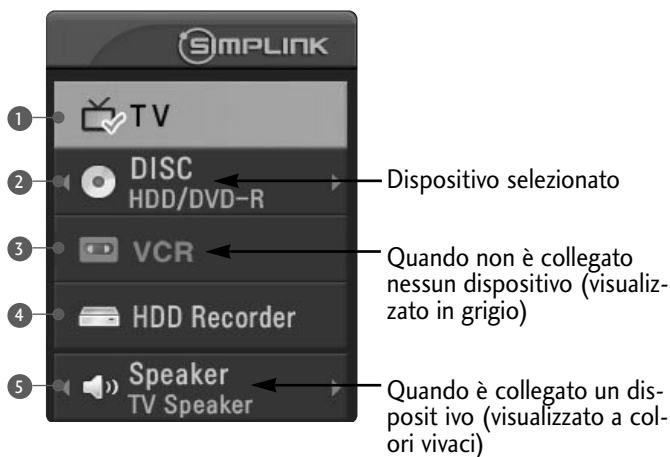 SIMPLINK
1 TV
2 DISC
HDD/DVD-R
Dispositivo selezionato
3 VCR
Quando non è collegato
nessun dispositivo (visualiz-
zato in grigio)
4 HDD Recorder
5 Speaker
TV Speaker
Quando è collegato un dis-
posit ivo (visualizzato a col-
ori vivaci)